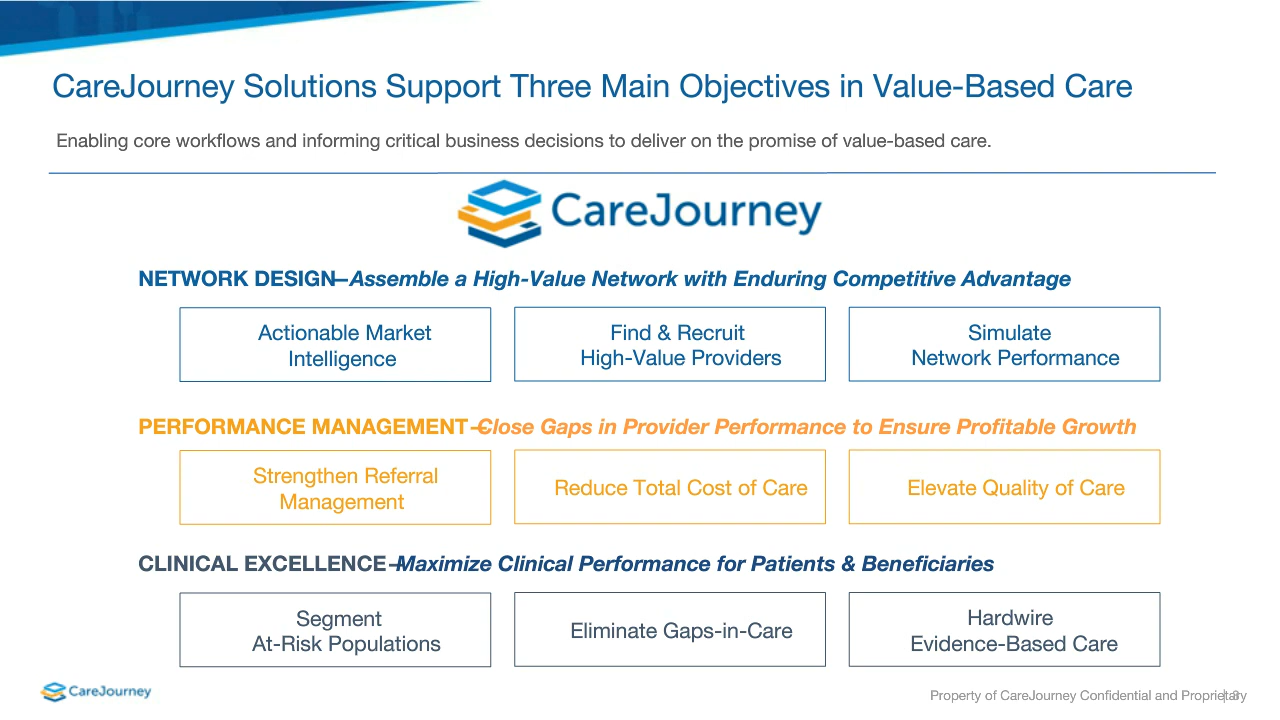 CareJourney Solutions Support Three Main Objectives in Value-Based Care
Enabling core workflows and informing critical business decisions to deliver on the promise of value-based care.
CareJourney
NETWORK DESIGN—Assemble a High-Value Network with Enduring Competitive Advantage
Actionable Market
Intelligence
Find & Recruit
High-Value Providers
Simulate
Network Performance
PERFORMANCE MANAGEMENT—Close Gaps in Provider Performance to Ensure Profitable Growth
Strengthen Referral
Management
Reduce Total Cost of Care
Elevate Quality of Care
CLINICAL EXCELLENCE—Maximize Clinical Performance for Patients & Beneficiaries
Segment
At-Risk Populations
Eliminate Gaps-in-Care
Hardwire
Evidence-Based Care
CareJourney
Property of CareJourney Confidential and Proprietary